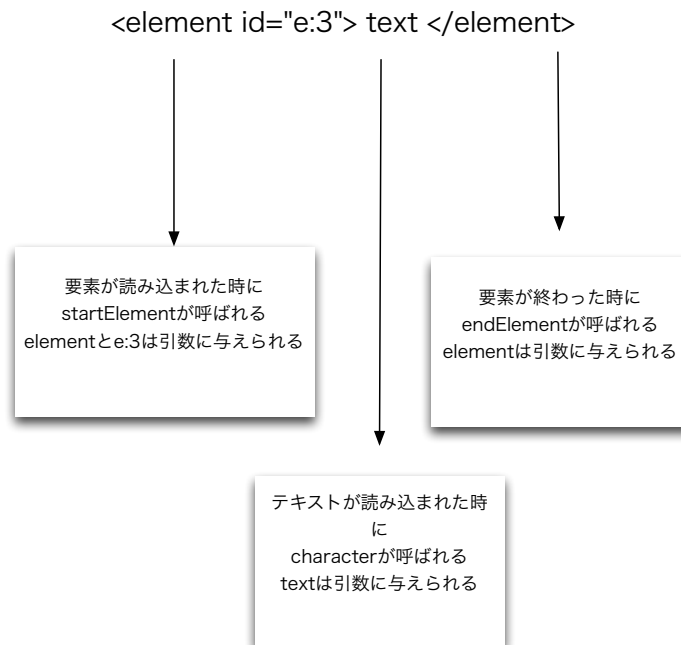 <element id="e:3"> text </element>
要素が読み込まれた時に
startElementが呼ばれる
elementとe:3は引数に与えられる
要素が終わった時に
endElementが呼ばれる
elementは引数に与えられる
テキストが読み込まれた時
に
characterが呼ばれる
textは引数に与えられる